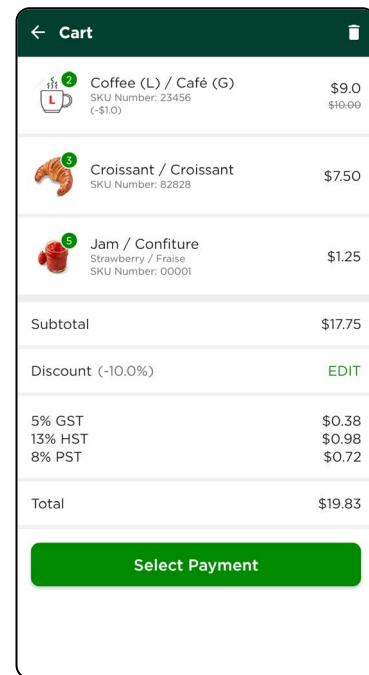 Cart
2
L
Coffee (L) / Café (G)
SKU Number: 23456
(-$1.0)
$9.0
$10.00
3
Croissant / Croissant
SKU Number: 82828
$7.50
5
Jam / Confiture
Strawberry / Fraise
SKU Number: 00001
$1.25
Subtotal $17.75
Discount (-10.0%) EDIT
5% GST $0.38
13% HST $0.98
8% PST $0.72
Total $19.83
Select Payment